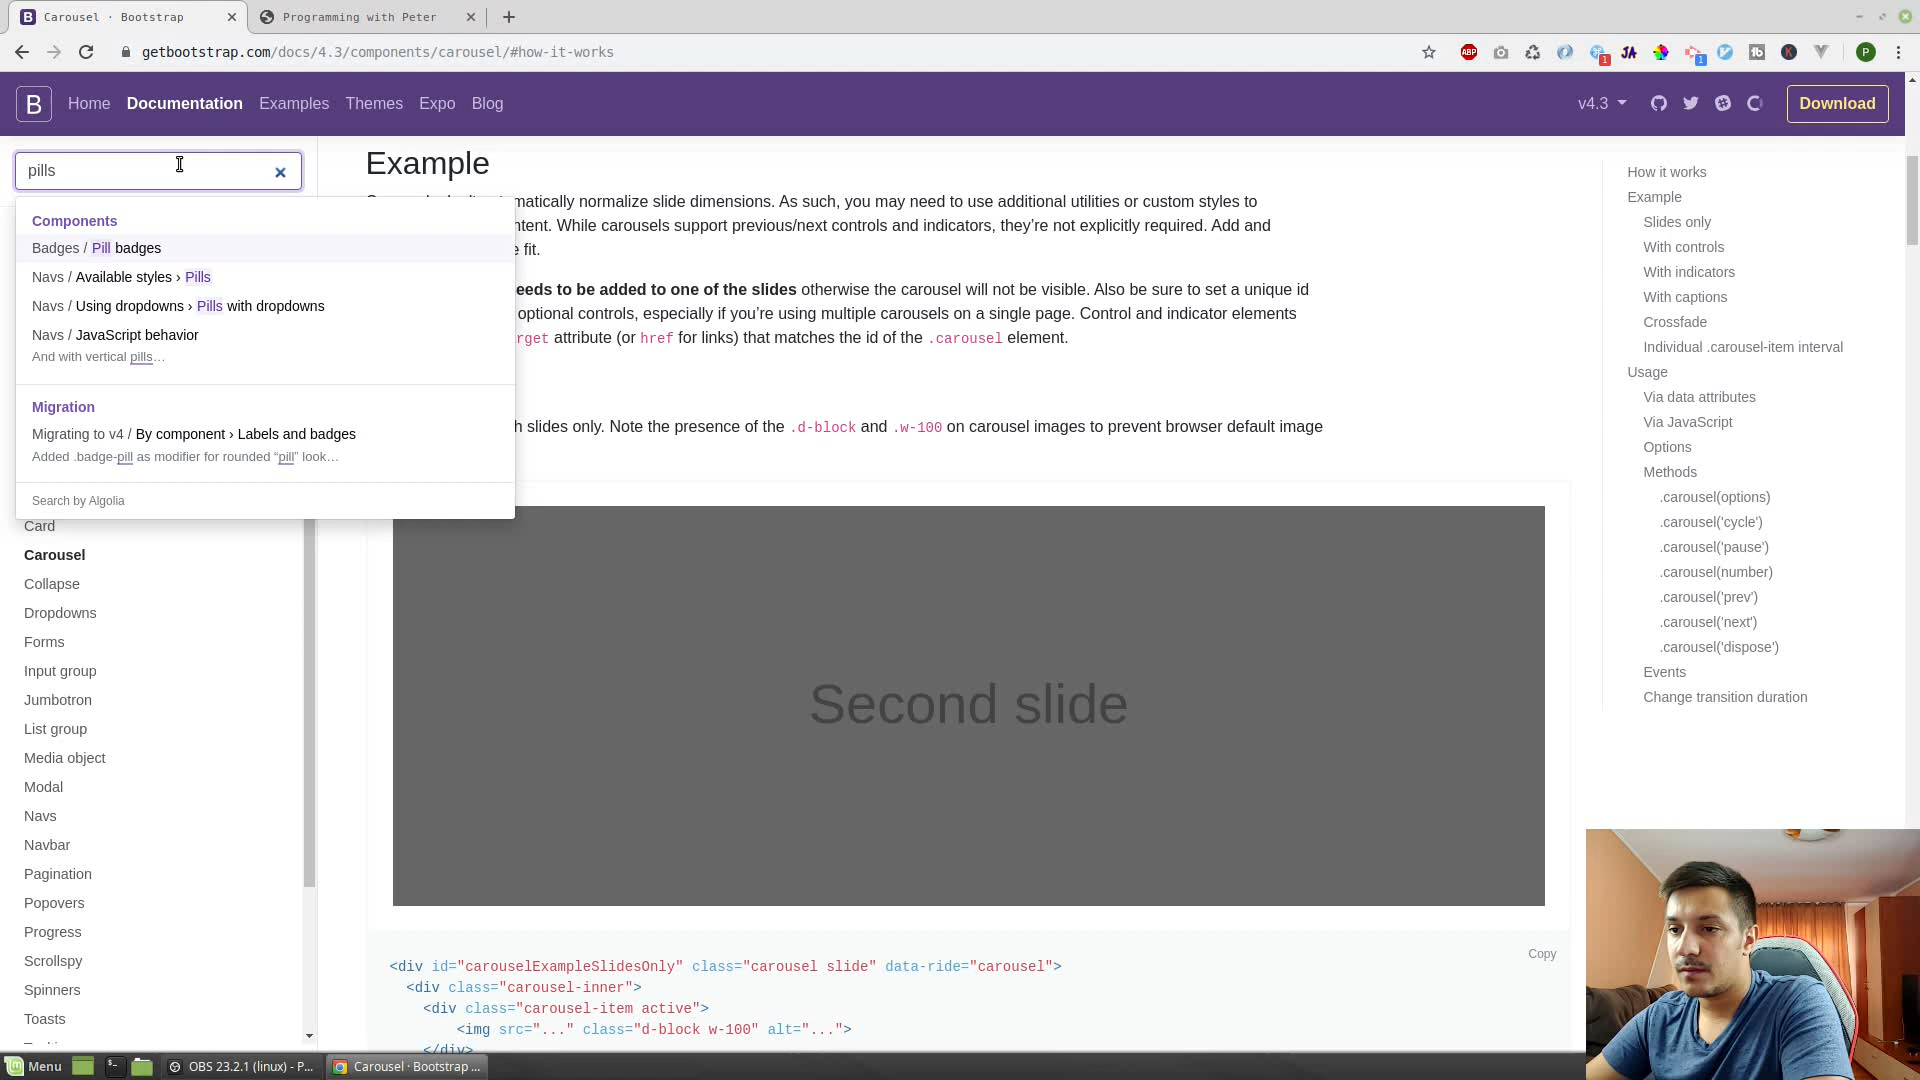 Carousel · Bootstrap
Programming with Peter
getbootstrap.com/docs/4.3/components/carousel/#how-it-works
ABP
1
JA
1
tb
K
P
B
Home
Documentation
Examples
Themes
Expo
Blog
v4.3
Download
pills
Components
Badges / Pill badges
Navs / Available styles › Pills
Navs / Using dropdowns › Pills with dropdowns
Navs / JavaScript behavior
And with vertical pills…
Migration
Migrating to v4 / By component › Labels and badges
Added .badge-pill as modifier for rounded “pill” look…
Search by Algolia
Card
Carousel
Collapse
Dropdowns
Forms
Input group
Jumbotron
List group
Media object
Modal
Navs
Navbar
Pagination
Popovers
Progress
Scrollspy
Spinners
Toasts
Example
matically normalize slide dimensions. As such, you may need to use additional utilities or custom styles to
ntent. While carousels support previous/next controls and indicators, they’re not explicitly required. Add and
fit.
eeds to be added to one of the slides otherwise the carousel will not be visible. Also be sure to set a unique id
optional controls, especially if you’re using multiple carousels on a single page. Control and indicator elements
rget attribute (or href for links) that matches the id of the .carousel element.
h slides only. Note the presence of the .d-block and .w-100 on carousel images to prevent browser default image
Second slide
Copy
<div id="carouselExampleSlidesOnly" class="carousel slide" data-ride="carousel">
<div class="carousel-inner">
<div class="carousel-item active">
<img src="..." class="d-block w-100" alt="...">
</div>
How it works
Example
Slides only
With controls
With indicators
With captions
Crossfade
Individual .carousel-item interval
Usage
Via data attributes
Via JavaScript
Options
Methods
.carousel(options)
.carousel('cycle')
.carousel('pause')
.carousel(number)
.carousel('prev')
.carousel('next')
.carousel('dispose')
Events
Change transition duration
Menu
OBS 23.2.1 (linux) - P...
Carousel · Bootstrap ...